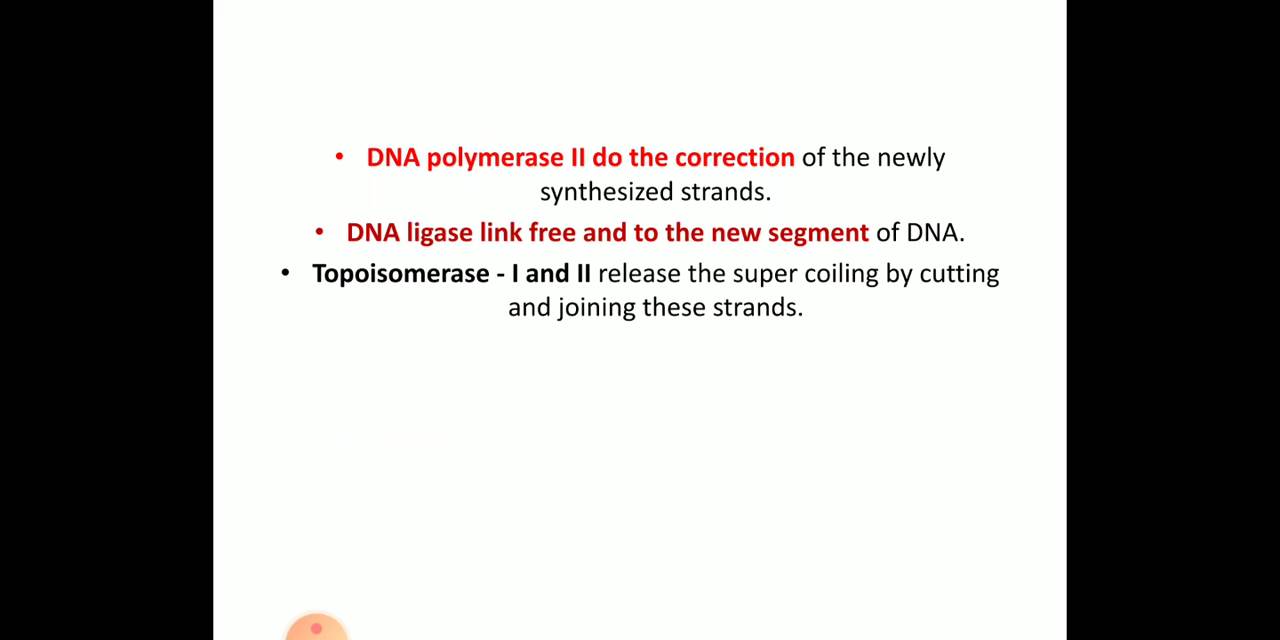 • DNA polymerase II do the correction of the newly
synthesized strands.
• DNA ligase link free and to the new segment of DNA.
• Topoisomerase - I and II release the super coiling by cutting
and joining these strands.